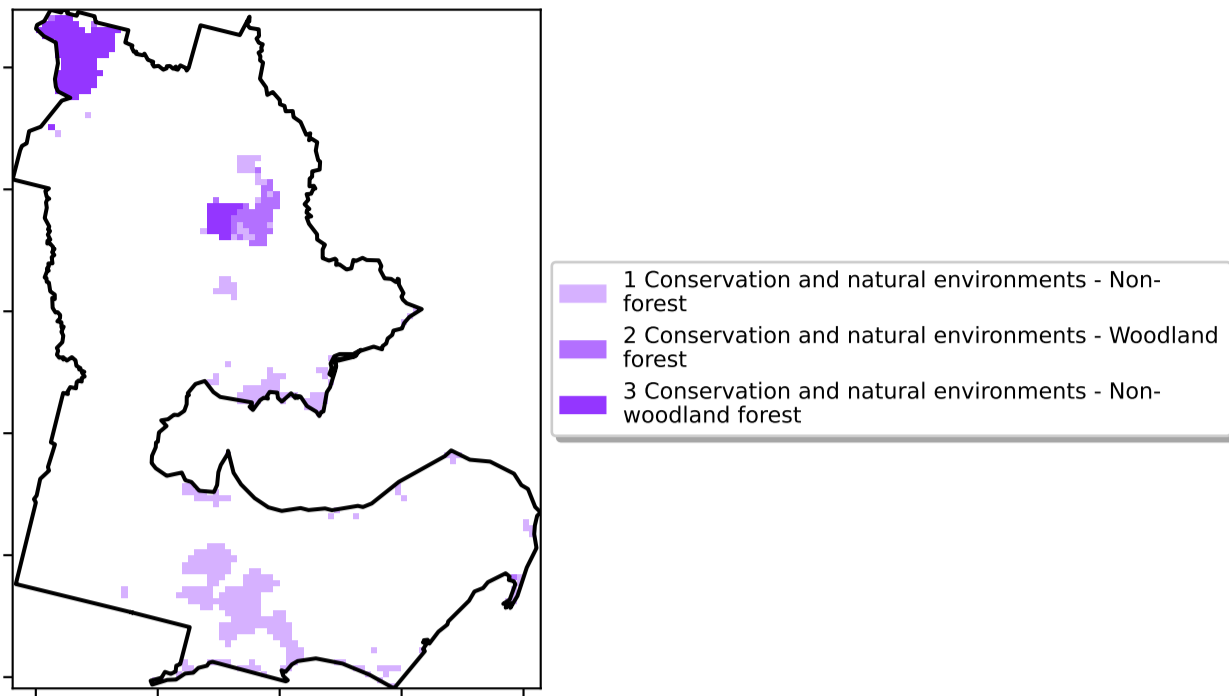 1 Conservation and natural environments - Non-
forest
2 Conservation and natural environments - Woodland
forest
3 Conservation and natural environments - Non-
woodland forest